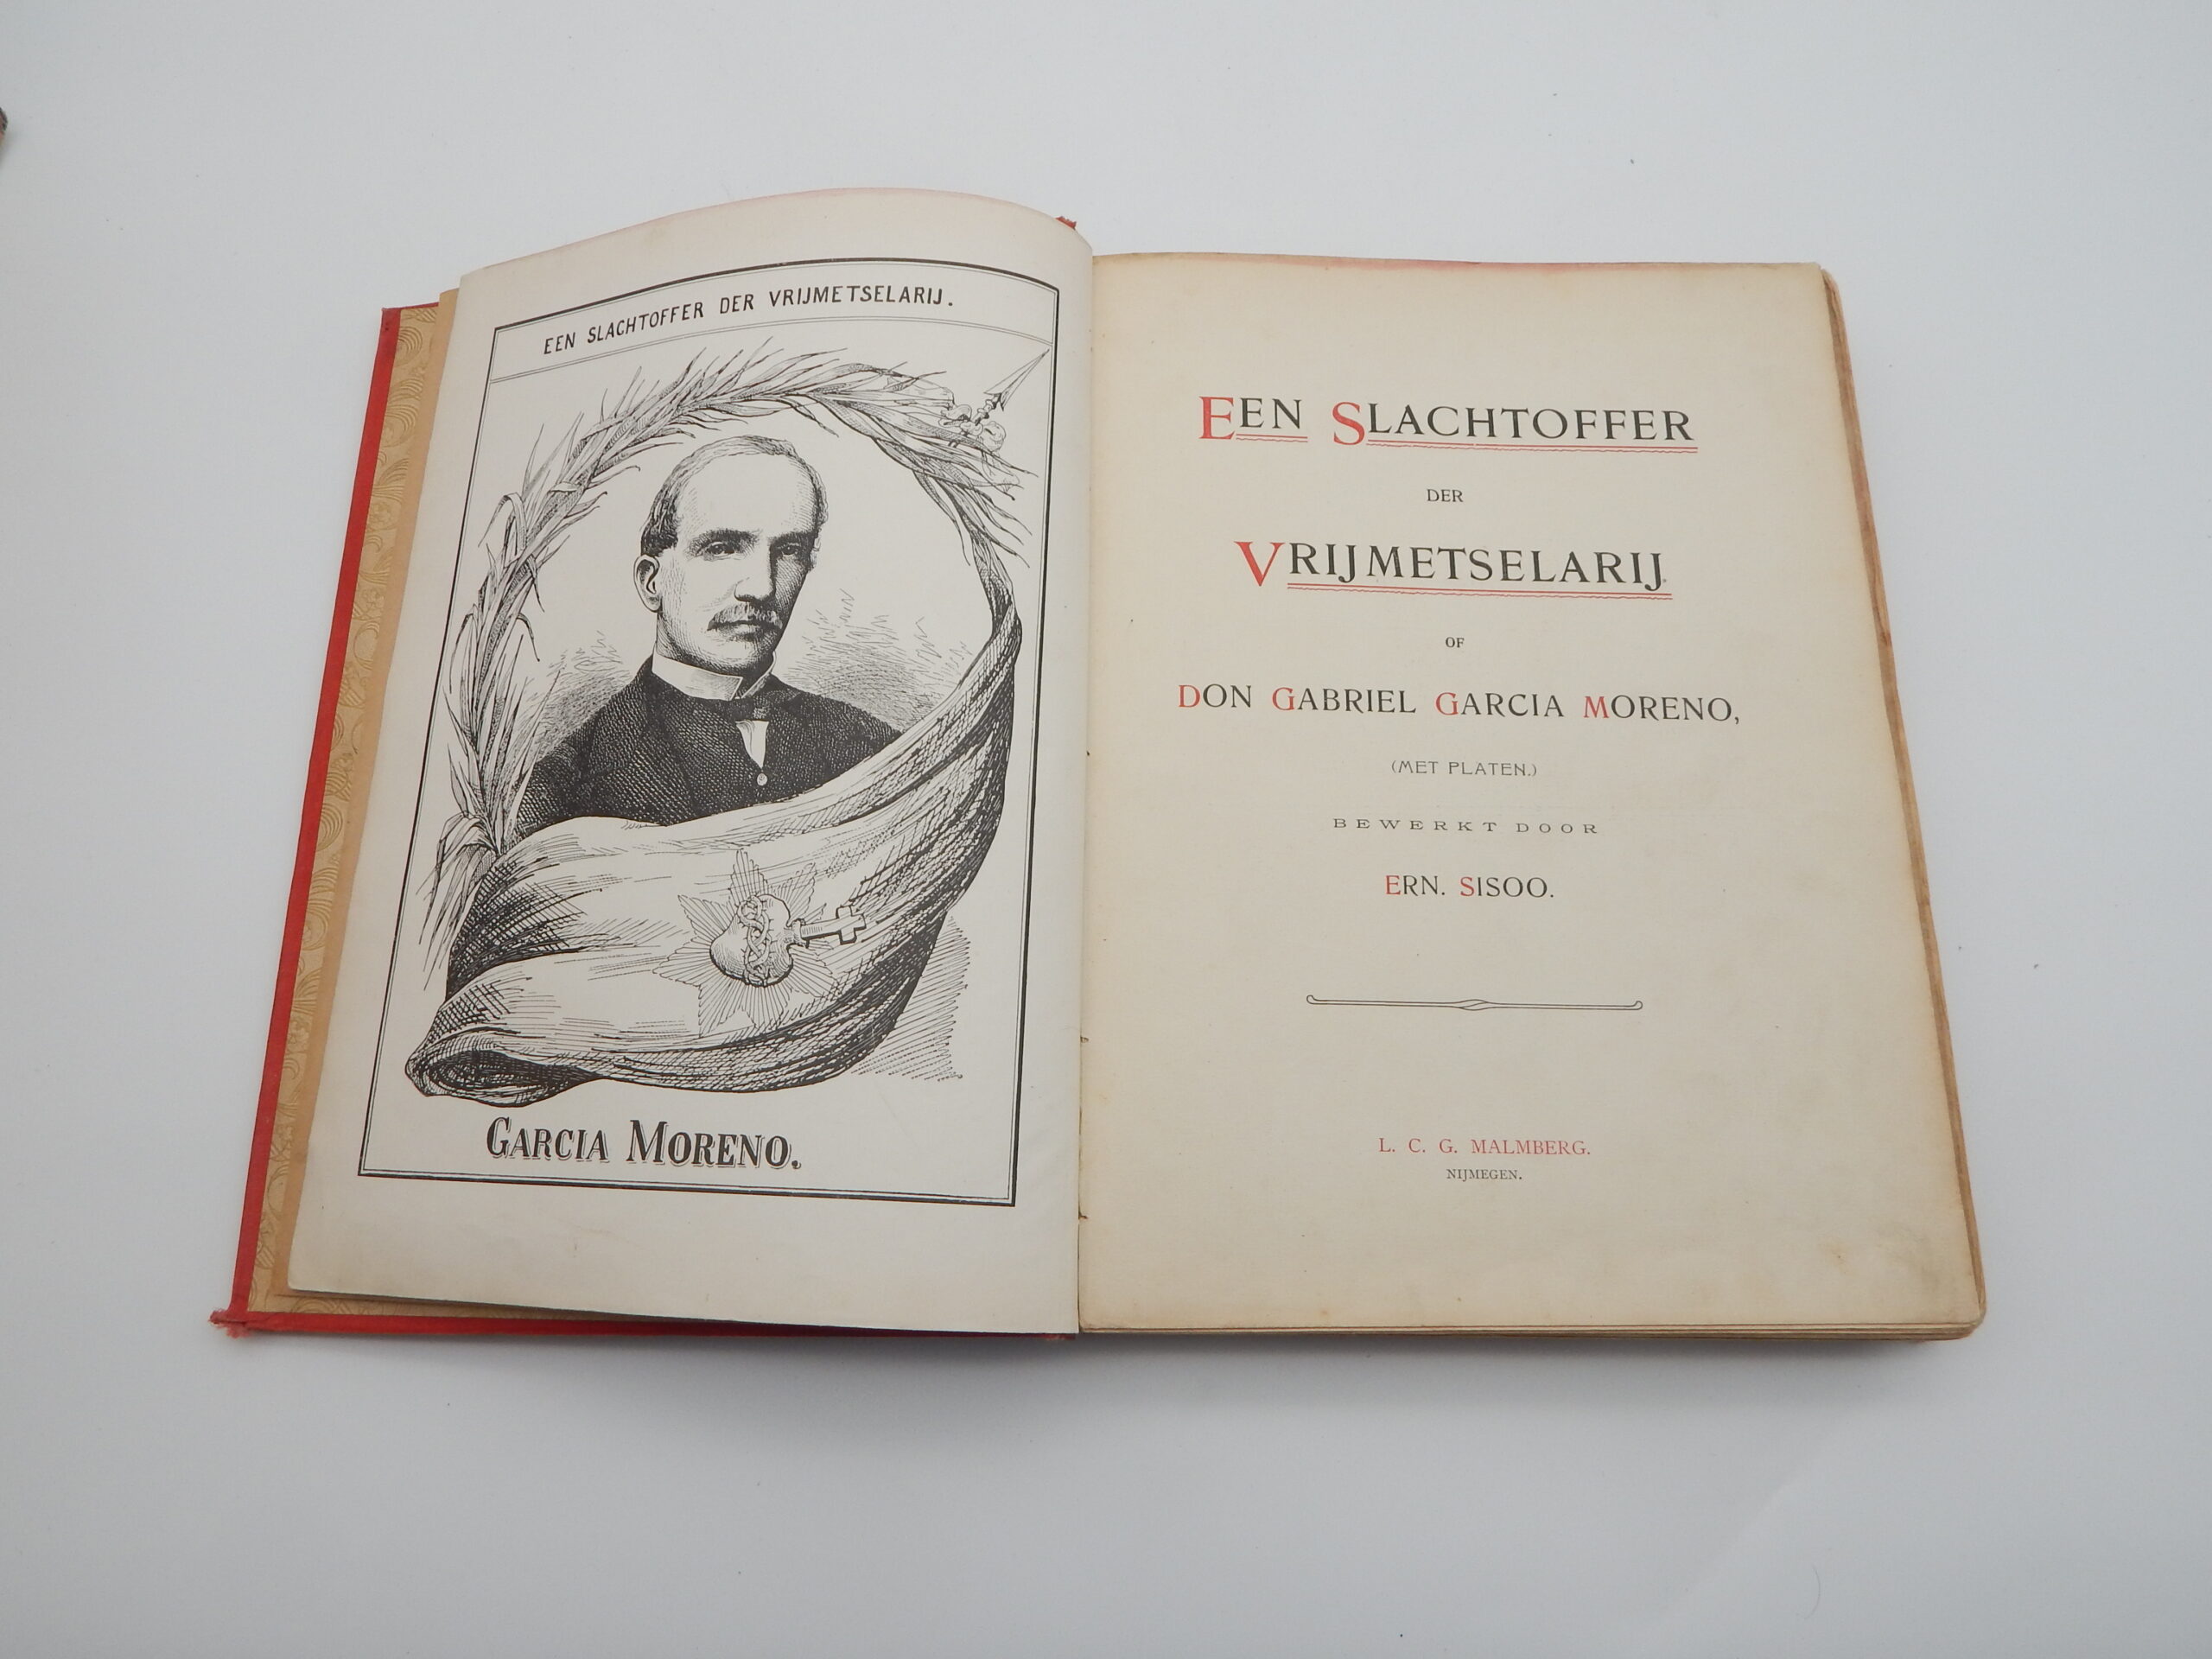 EEN SLACHTOFFER DER VRIJMETSELARIJ.
GARCIA MORENO.
EEN SLACHTOFFER
DER
VRIJMETSELARIJ
OF
DON GABRIEL GARCIA MORENO,
(MET PLATEN.)
BEWERKT DOOR
ERN. SISOO.
L. C. G. MALMBERG.
NIJMEGEN.